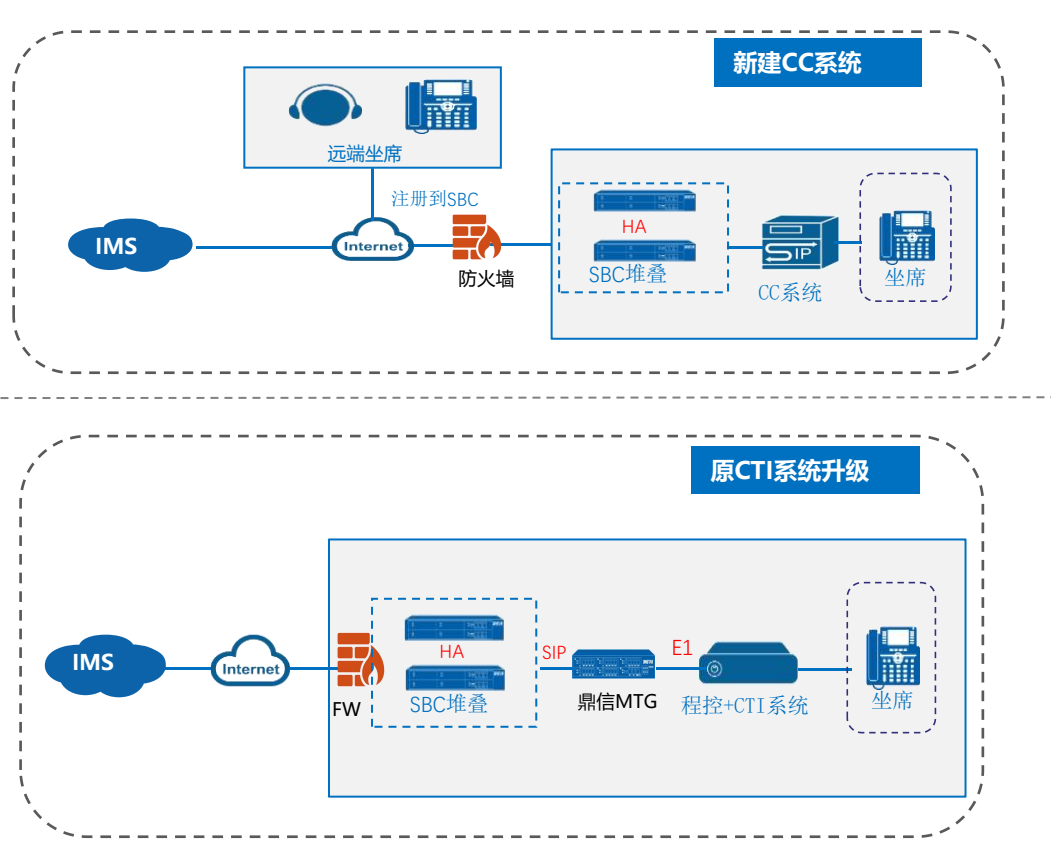 新建CC系统
远端坐席
注册到SBC
IMS
Internet
防火墙
HA
SBC堆叠
SIP
CC系统
坐席
原CTI系统升级
IMS
Internet
FW
HA
SBC堆叠
SIP
鼎信MTG
E1
程控+CTI系统
坐席